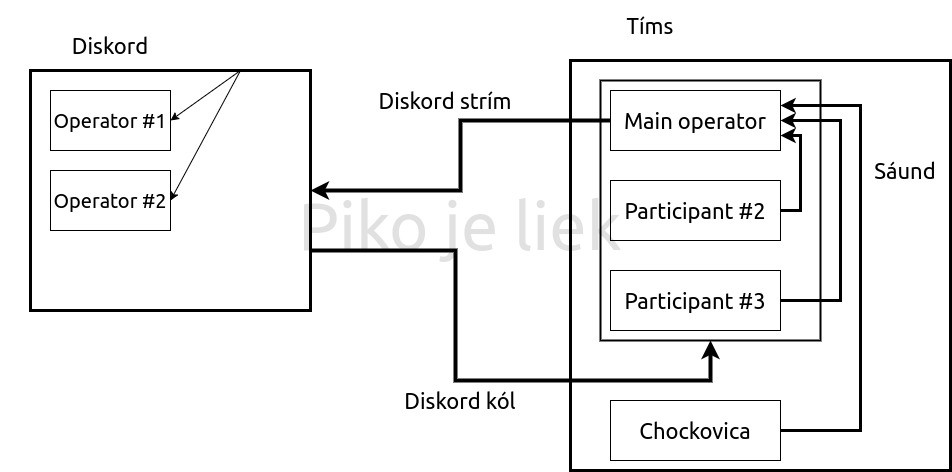 Tíms
Diskord
Diskord strím
Operator #1
Main operator
Sáund
Operator #2
Participant #2
Piko je liek
Participant #3
Diskord kól
Chockovica